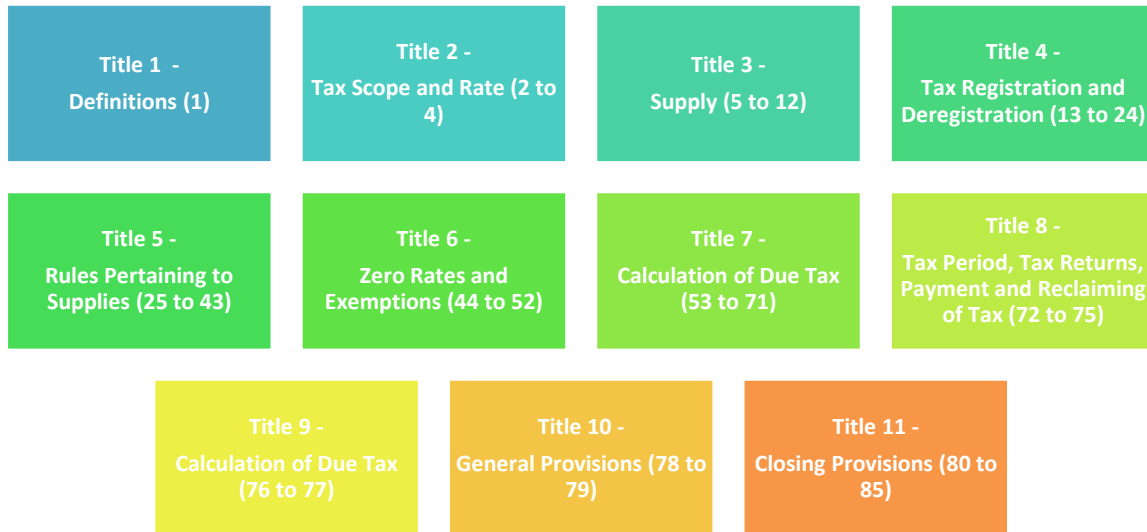 Title 1 -
Definitions (1)
Title 2 -
Tax Scope and Rate (2 to
4)
Title 3 -
Supply (5 to 12)
Title 4 -
Tax Registration and
Deregistration (13 to 24)
Title 5 -
Rules Pertaining to
Supplies (25 to 43)
Title 6 -
Zero Rates and
Exemptions (44 to 52)
Title 7 -
Calculation of Due Tax
(53 to 71)
Title 8 -
Tax Period, Tax Returns,
Payment and Reclaiming
of Tax (72 to 75)
Title 9 -
Calculation of Due Tax
(76 to 77)
Title 10 -
General Provisions (78 to
79)
Title 11 -
Closing Provisions (80 to
85)